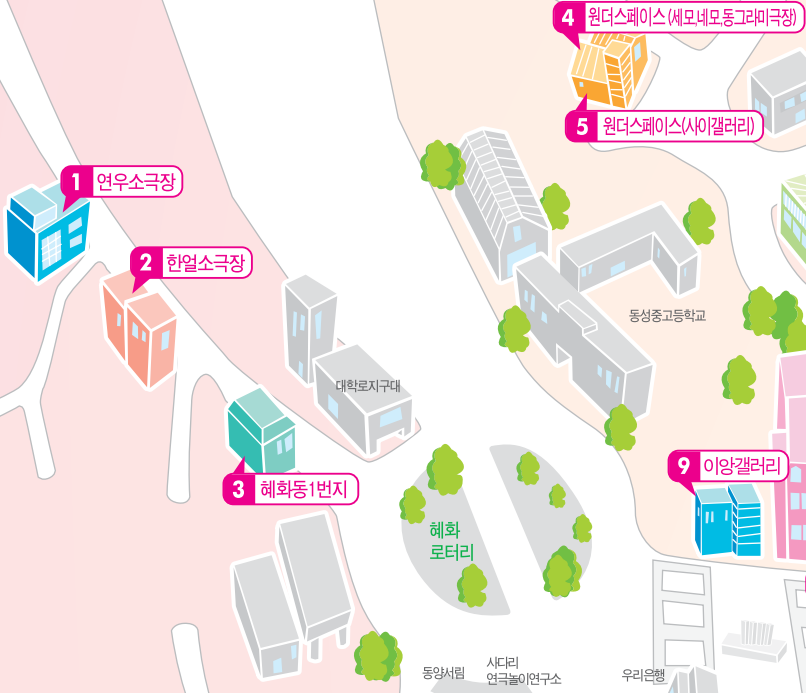 4 원더스페이스 (세모,네모,동그라미극장)
5 원더스페이스(사이갤러리)
1 연우소극장
2 한얼소극장
동성중고등학교
대학로지구대
9 이앙갤러리
3 혜화동1번지
혜화
로터리
동양서림
사다리
연극놀이연구소
우리은행